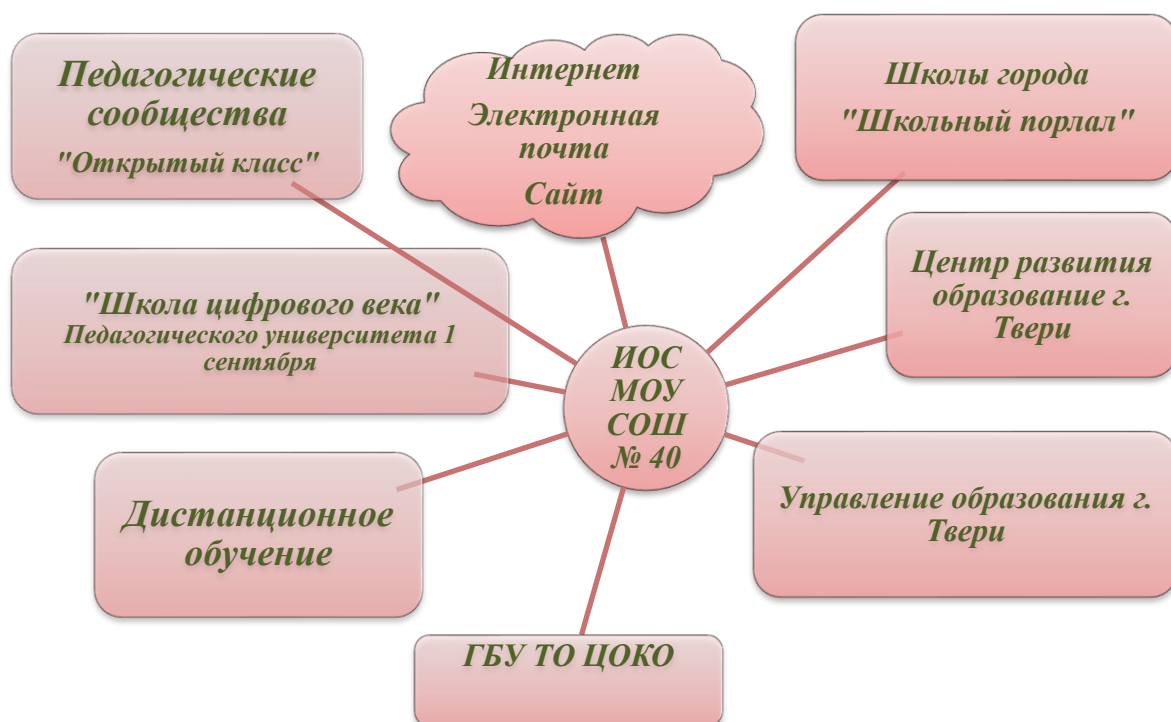 Педагогические
сообщества
"Открытый класс"
Интернет
Электронная
почта
Сайт
Школы города
"Школьный порлал"
"Школа цифрового века"
Педагогического университета 1
сентября
Центр развития
образование г.
Твери
ИОС
МОУ
СОШ
№ 40
Дистанционное
обучение
Управление образования г.
Твери
ГБУ ТО ЦОКО